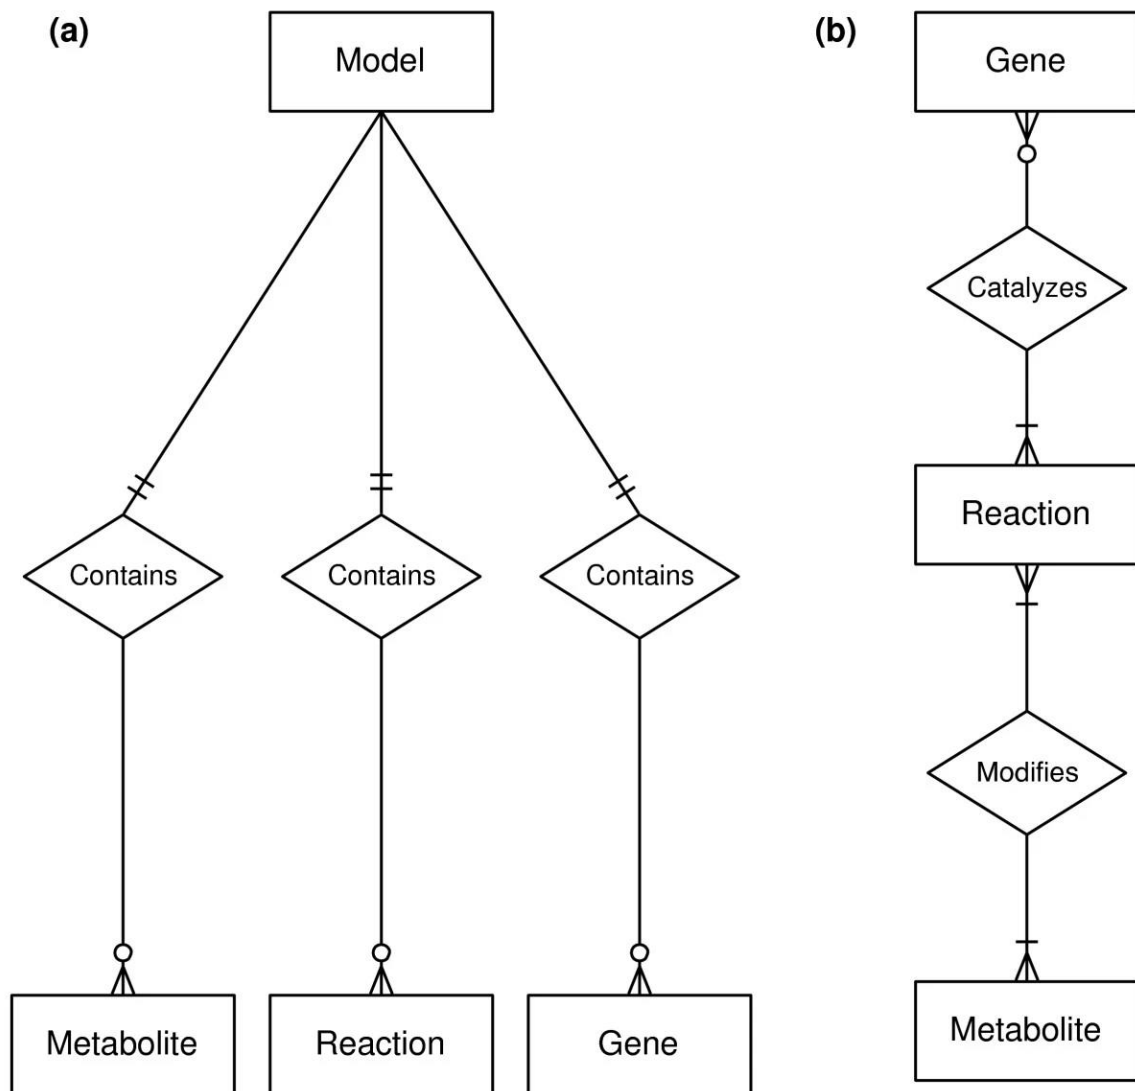 (a)
Model
Contains
Contains
Contains
Metabolite
Reaction
Gene
(b)
Gene
Catalyzes
Reaction
Modifies
Metabolite